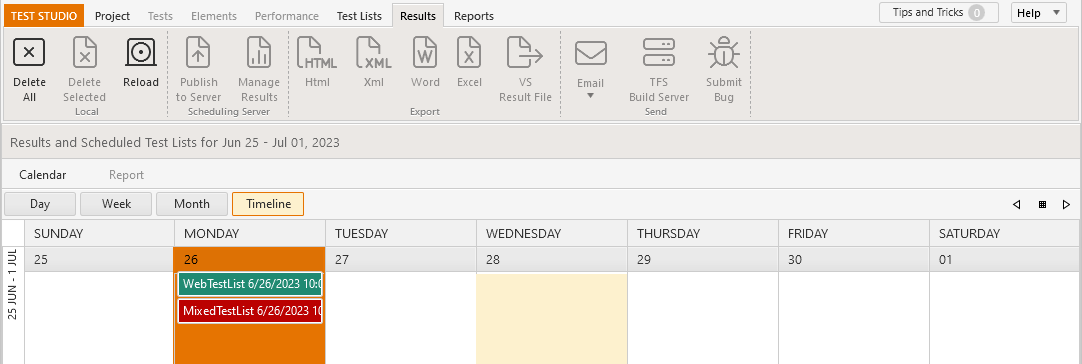 TEST STUDIO Project Tests Elements Performance Test Lists Results Reports Tips and Tricks 0 Help
Delete All
Delete Selected
Reload
Local
Publish to Server
Manage Results
Scheduling Server
HTML Html
XML Xml
W Word
X Excel
VS Result File
Export
Email
TFS Build Server
Submit Bug
Send
Results and Scheduled Test Lists for Jun 25 - Jul 01, 2023
Calendar Report
Day Week Month Timeline
SUNDAY MONDAY TUESDAY WEDNESDAY THURSDAY FRIDAY SATURDAY
25 26 27 28 29 30 01
25 JUN - 1 JUL
WebTestList 6/26/2023 10:0
MixedTestList 6/26/2023 10